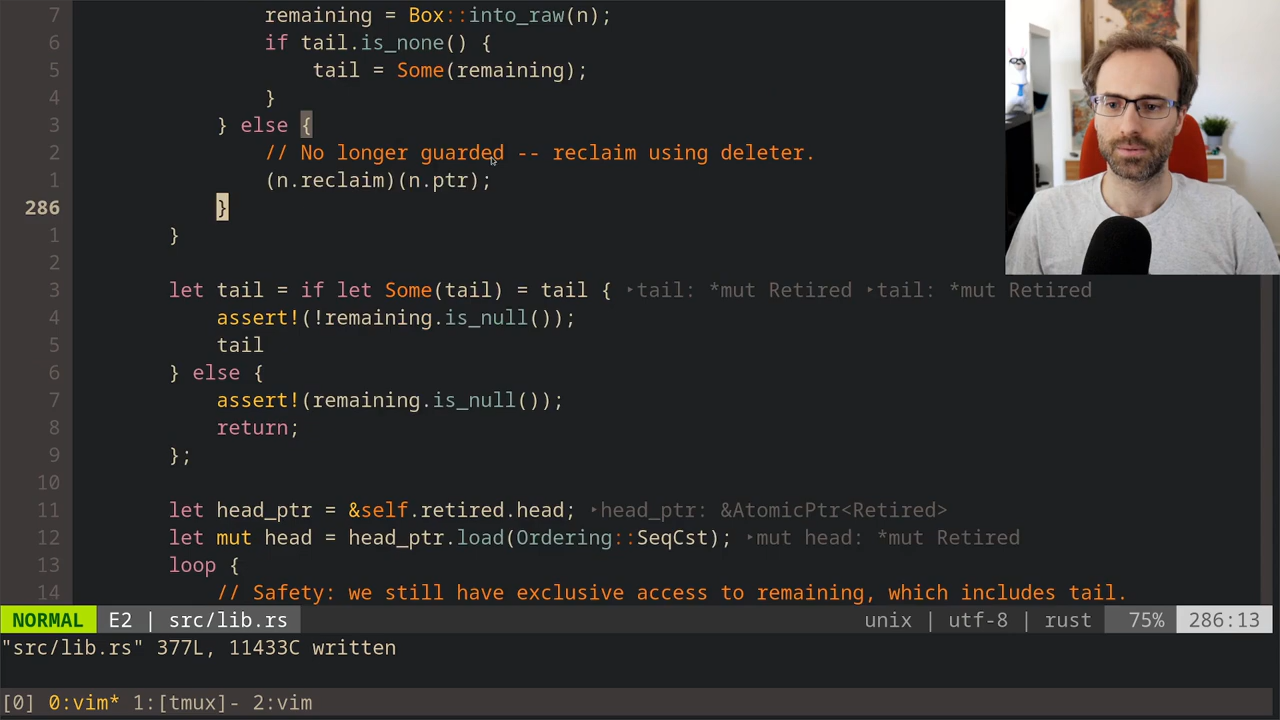 7 remaining = Box::into_raw(n);
6 if tail.is_none() {
5 tail = Some(remaining);
4 }
3 } else {
2 // No longer guarded -- reclaim using deleter.
1 (n.reclaim)(n.ptr);
286 }
1 }
2
3 let tail = if let Some(tail) = tail { ‣tail: *mut Retired ‣tail: *mut Retired
4 assert!(!remaining.is_null());
5 tail
6 } else {
7 assert!(remaining.is_null());
8 return;
9 };
10
11 let head_ptr = &self.retired.head; ‣head_ptr: &AtomicPtr<Retired>
12 let mut head = head_ptr.load(Ordering::SeqCst); ‣mut head: *mut Retired
13 loop {
14 // Safety: we still have exclusive access to remaining, which includes tail.
NORMAL E2 | src/lib.rs unix | utf-8 | rust 75% 286:13
"src/lib.rs" 377L, 11433C written
[0] 0:vim* 1:[tmux]- 2:vim